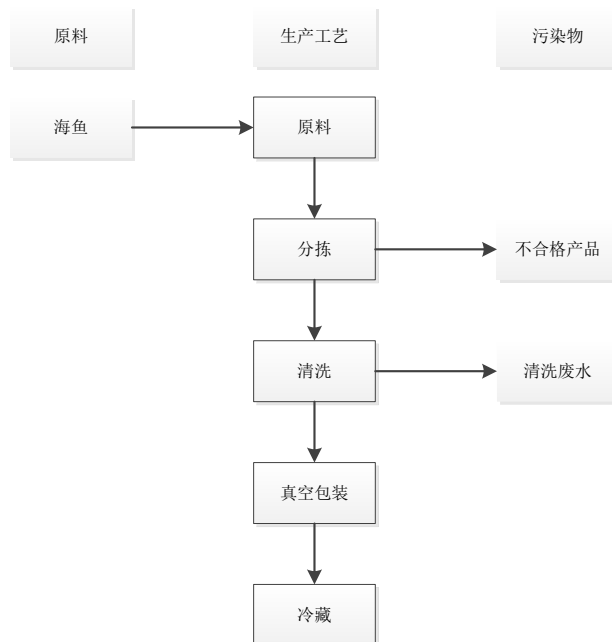 原料
生产工艺
污染物
海鱼
原料
分拣
不合格产品
清洗
清洗废水
真空包装
冷藏